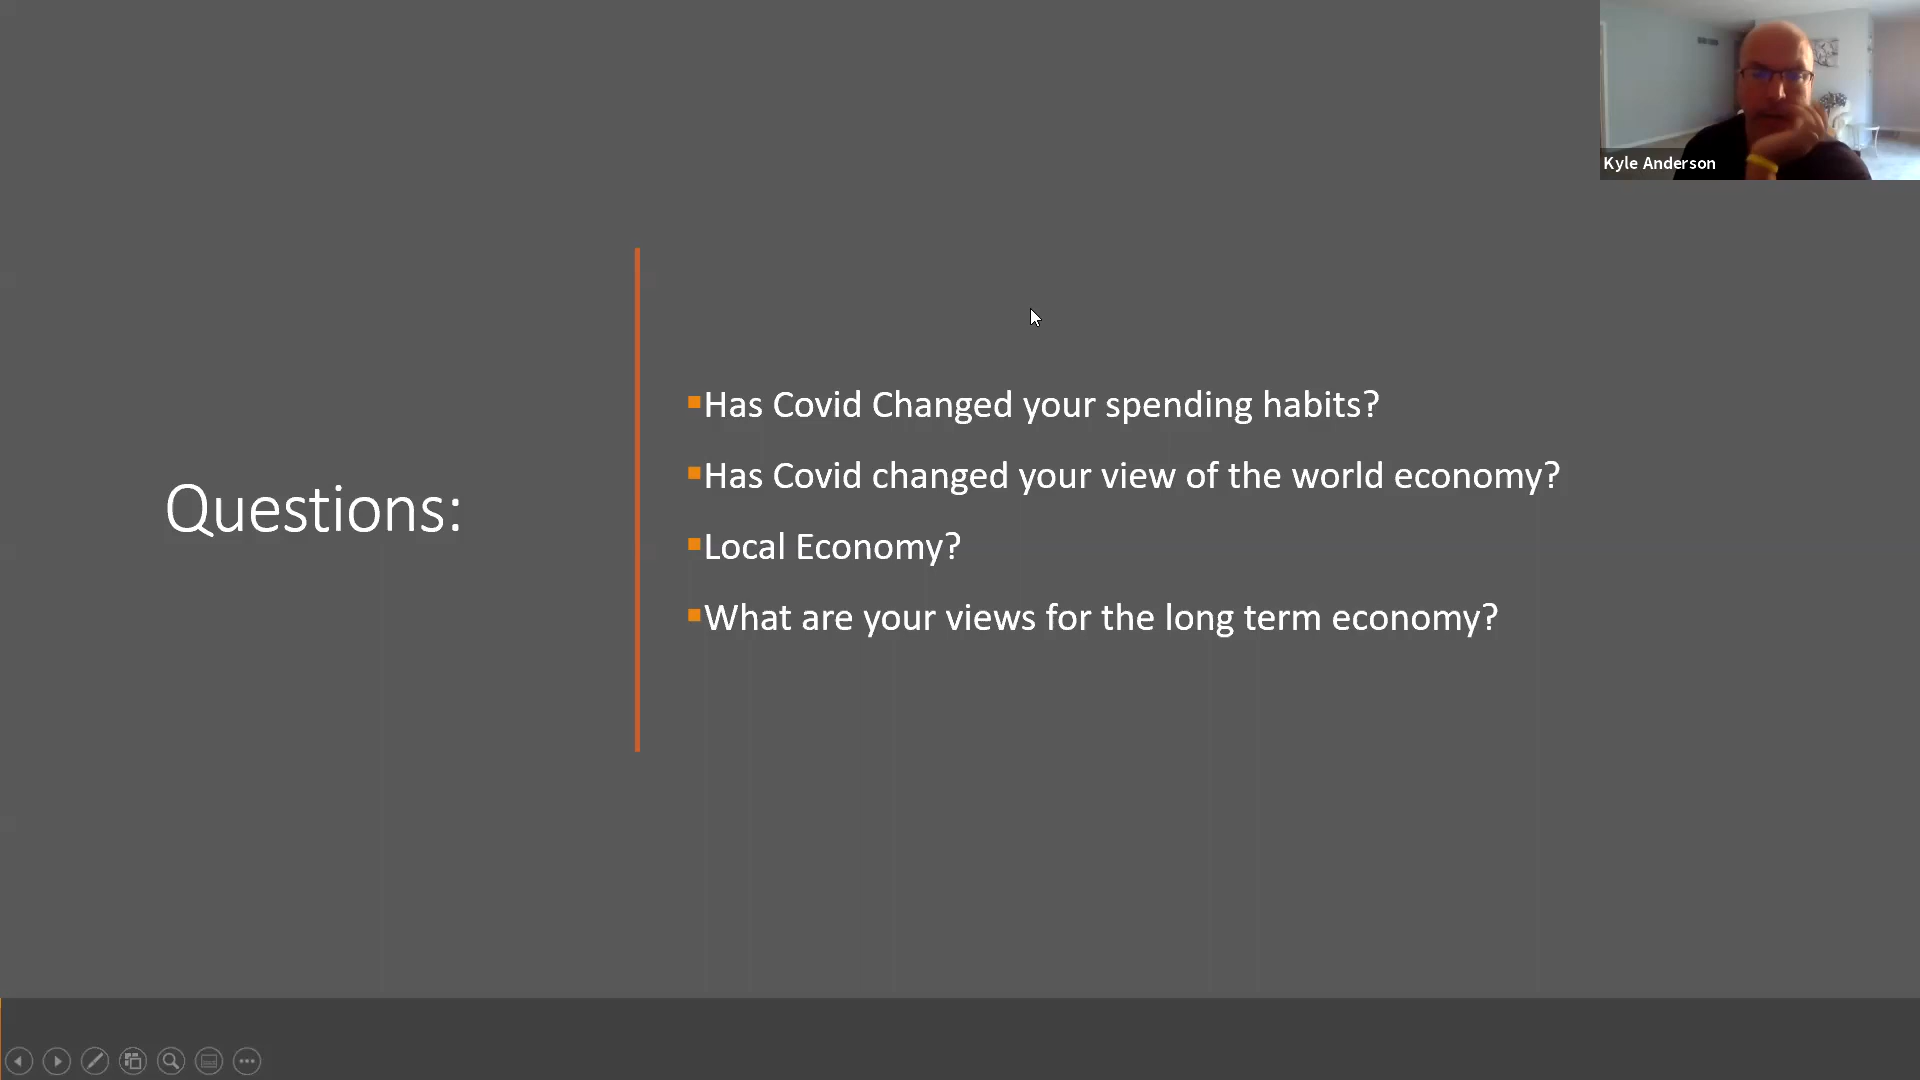 Kyle Anderson
Questions:
Has Covid Changed your spending habits?
Has Covid changed your view of the world economy?
Local Economy?
What are your views for the long term economy?